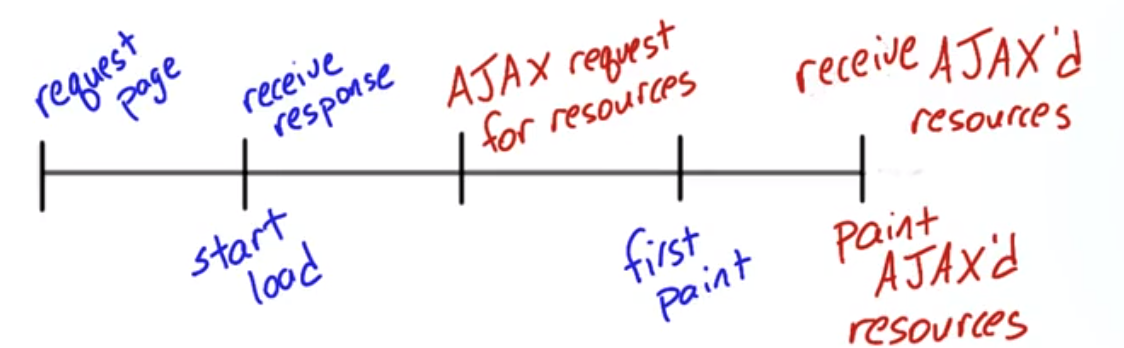 request
page
receive
response
AJAX request
for resources
receive AJAX'd
resources
start
load
first
paint
paint
AJAX'd
resources